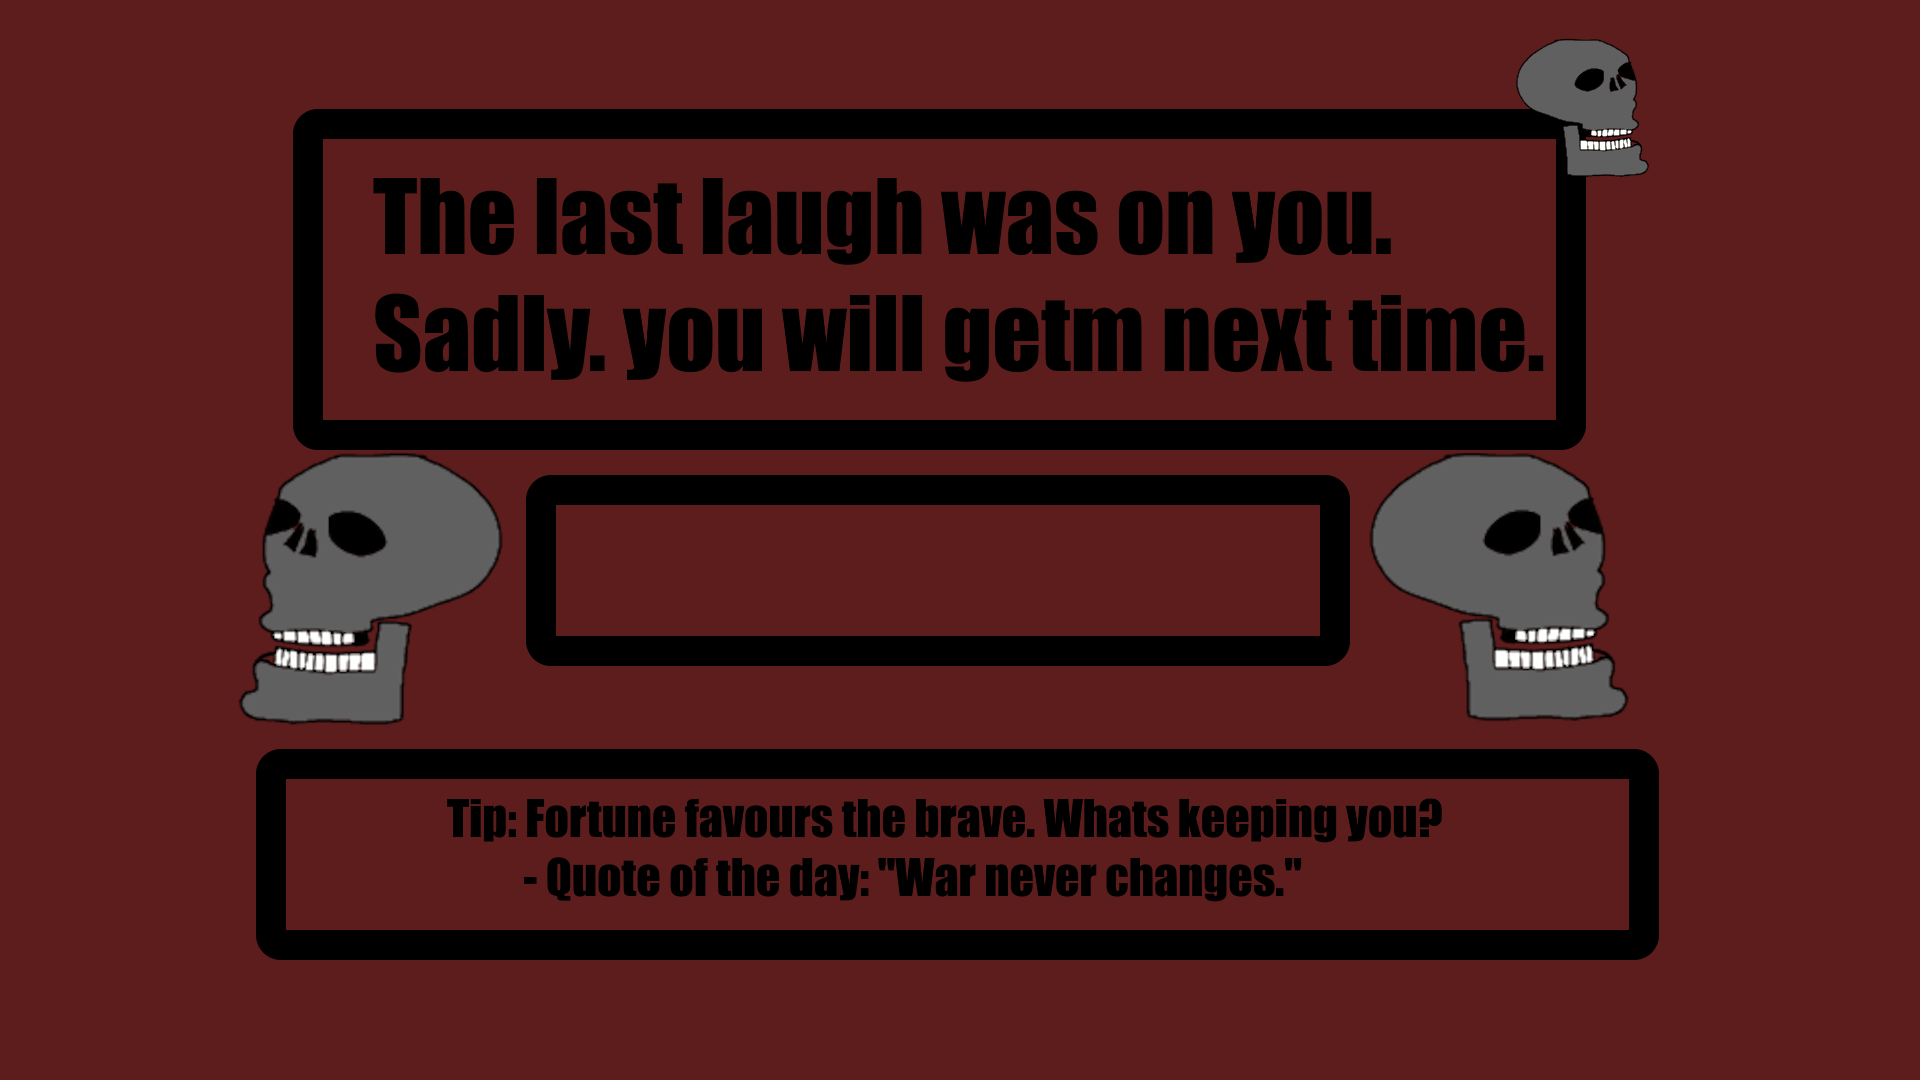 The last laugh was on you.
Sadly. you will getm next time.
Tip: Fortune favours the brave. Whats keeping you?
- Quote of the day: "War never changes."